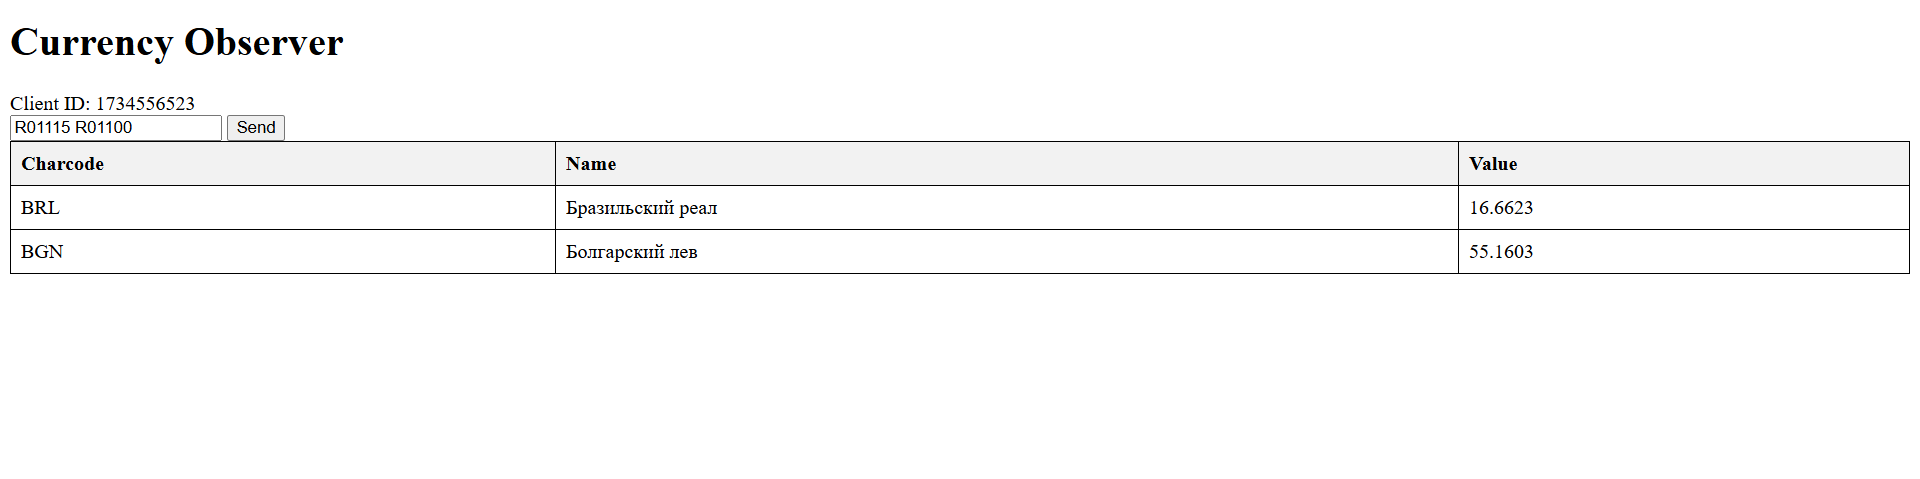 Currency Observer
Client ID: 1734556523
R01115 R01100 Send
Charcode Name Value
BRL Бразильский реал 16.6623
BGN Болгарский лев 55.1603